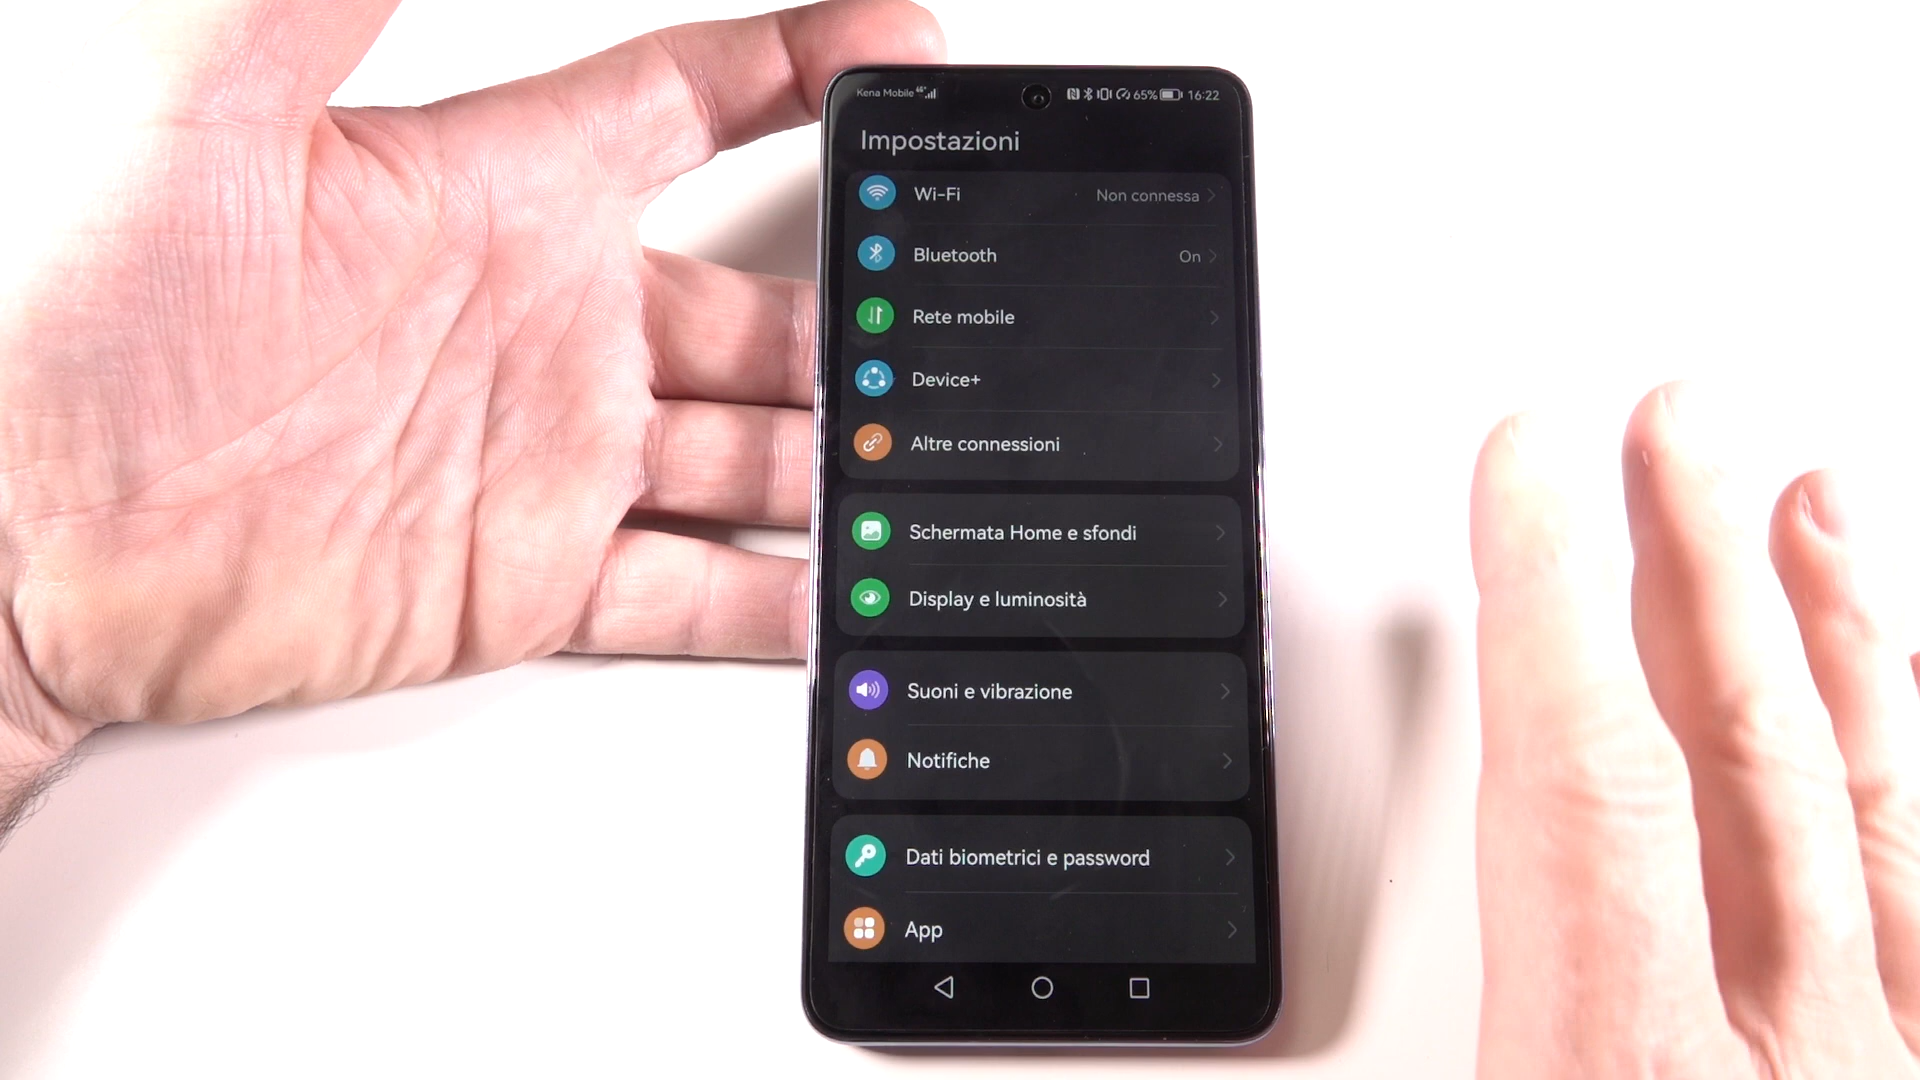 Kena Mobile 65% 16:22
Impostazioni
Wi-Fi Non connessa
Bluetooth On
Rete mobile
Device+
Altre connessioni
Schermata Home e sfondi
Display e luminosità
Suoni e vibrazione
Notifiche
Dati biometrici e password
App